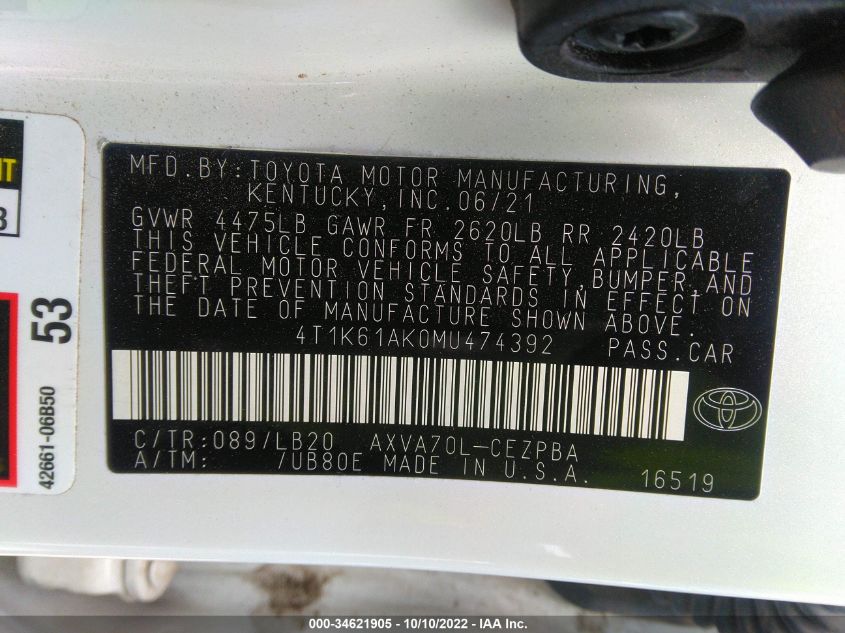 MFD.BY:TOYOTA MOTOR MANUFACTURING,
KENTUCKY,INC.06/21
GVWR 4475LB GAWR FR 2620LB RR 2420LB
THIS VEHICLE CONFORMS TO ALL APPLICABLE
FEDERAL MOTOR VEHICLE SAFETY,BUMPER,AND
THEFT PREVENTION STANDARDS IN EFFECT ON
THE DATE OF MANUFACTURE SHOWN ABOVE.
4T1K61AK0MU474392 PASS.CAR
C/TR:089/LB20 AXVA70L-CEZPBA
A/TM: /UB80E MADE IN U.S.A. 16519
53
42661-06B50
000-34621905 - 10/10/2022 - IAA Inc.